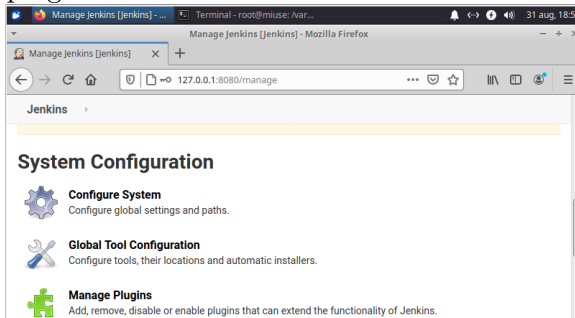 Manage Jenkins [Jenkins] - ... Terminal - root@miuse: /var... 31 aug, 18:5
Manage Jenkins [Jenkins] - Mozilla Firefox
Manage Jenkins [Jenkins]
127.0.0.1:8080/manage
Jenkins
System Configuration
Configure System
Configure global settings and paths.
Global Tool Configuration
Configure tools, their locations and automatic installers.
Manage Plugins
Add, remove, disable or enable plugins that can extend the functionality of Jenkins.